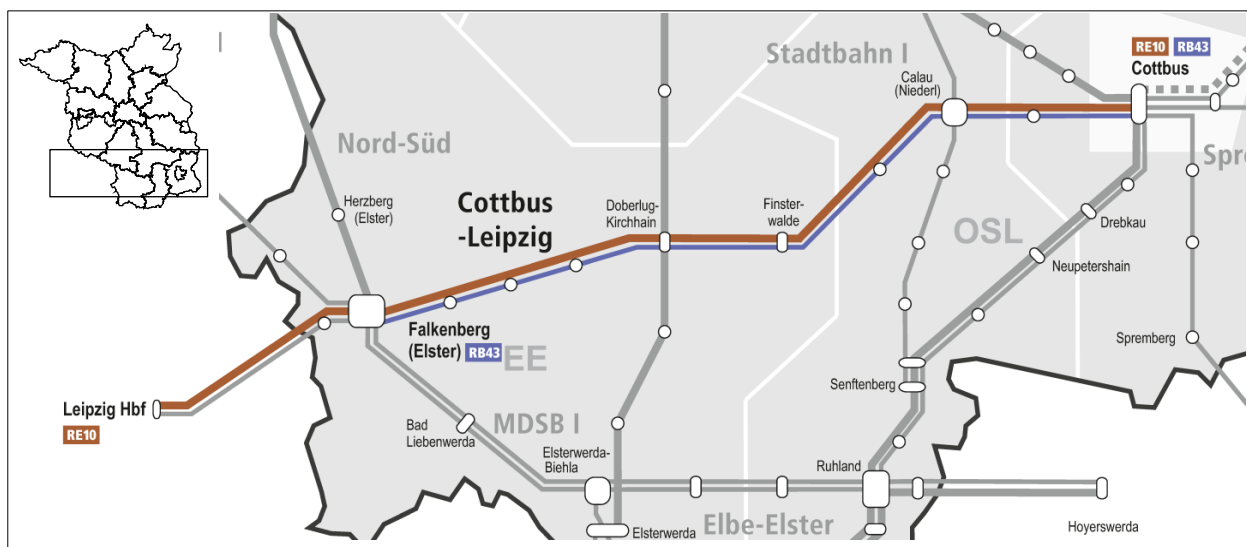 Stadtbahn I
RE10 RB43
Cottbus
Calau
(Niederl)
Nord-Süd
Spre
Herzberg
(Elster)
Cottbus
-Leipzig
Doberlug-
Kirchhain
Finster-
walde
Drebkau
OSL
Neupetershain
Falkenberg
(Elster) RB43
EE
Spremberg
Senftenberg
Leipzig Hbf
RE10
MDSB I
Bad
Liebenwerda
Elsterwerda-
Biehla
Ruhland
Elbe-Elster
Elsterwerda
Hoyerswerda